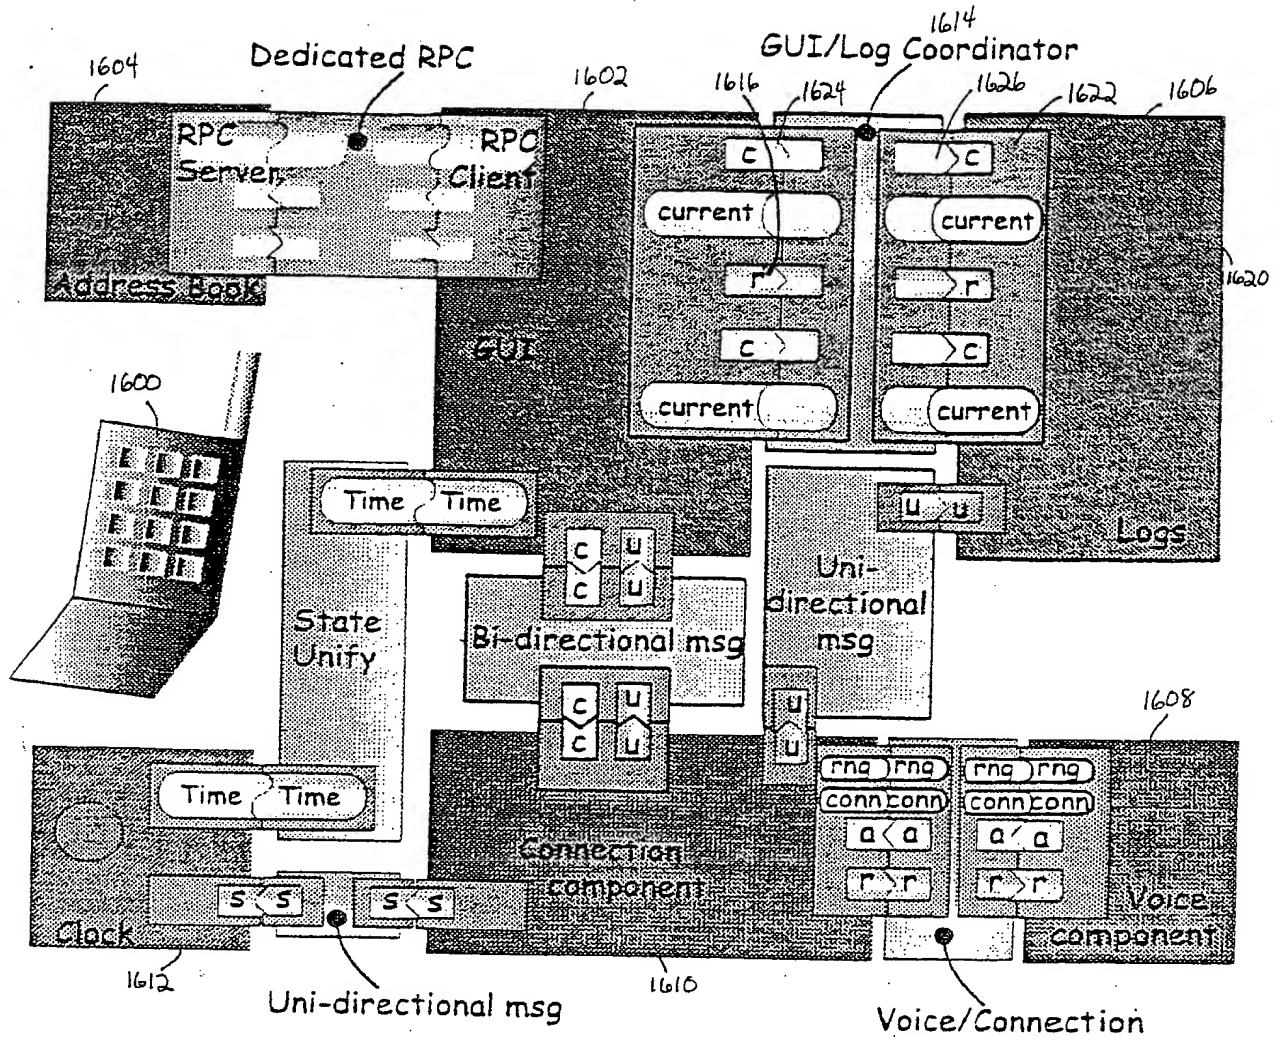 1614
1604
Dedicated RPC
1602
GUI/Log Coordinator
1616
1624
1626
1622
1606
RPC Server
RPC Client
c
c
current
current
r
r
1620
Address Book
GUI
c
c
current
current
1600
Time
Time
u
u
Logs
c
u
c
u
Uni-
directional
msg
State
Unify
Bi-directional msg
c
u
c
u
u
u
1608
rng
rng
rng
rng
Time
Time
conn
conn
conn
conn
a
a
a
a
Connection
component
r
r
r
r
s
s
s
s
Voice
component
Clock
1612
1610
Uni-directional msg
Voice/Connection